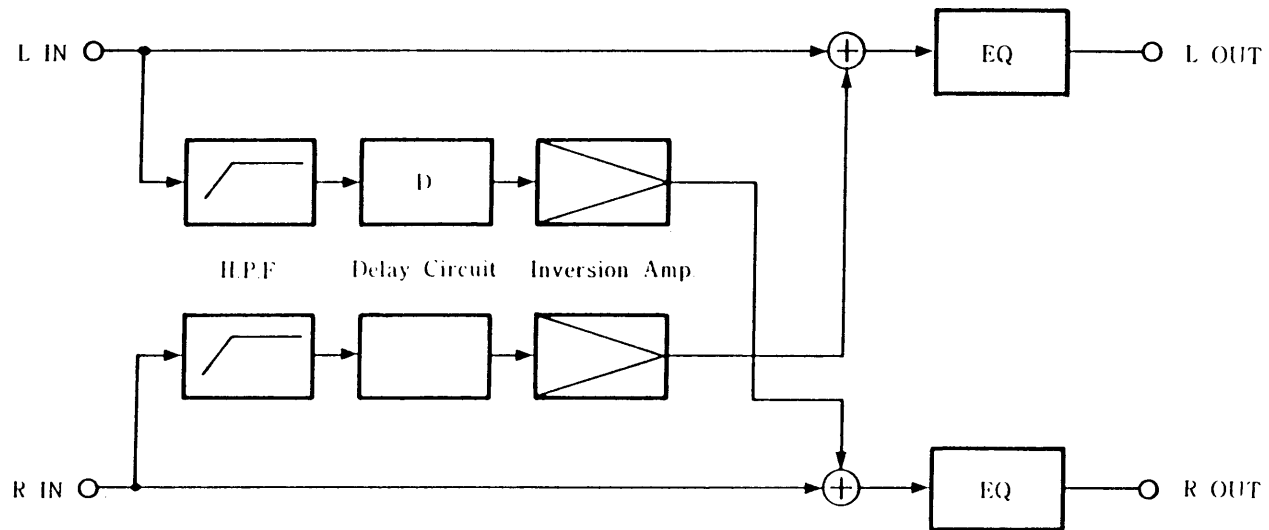 L IN
EQ
L OUT
D
H.P.F
Delay Circuit
Inversion Amp.
R IN
EQ
R OUT